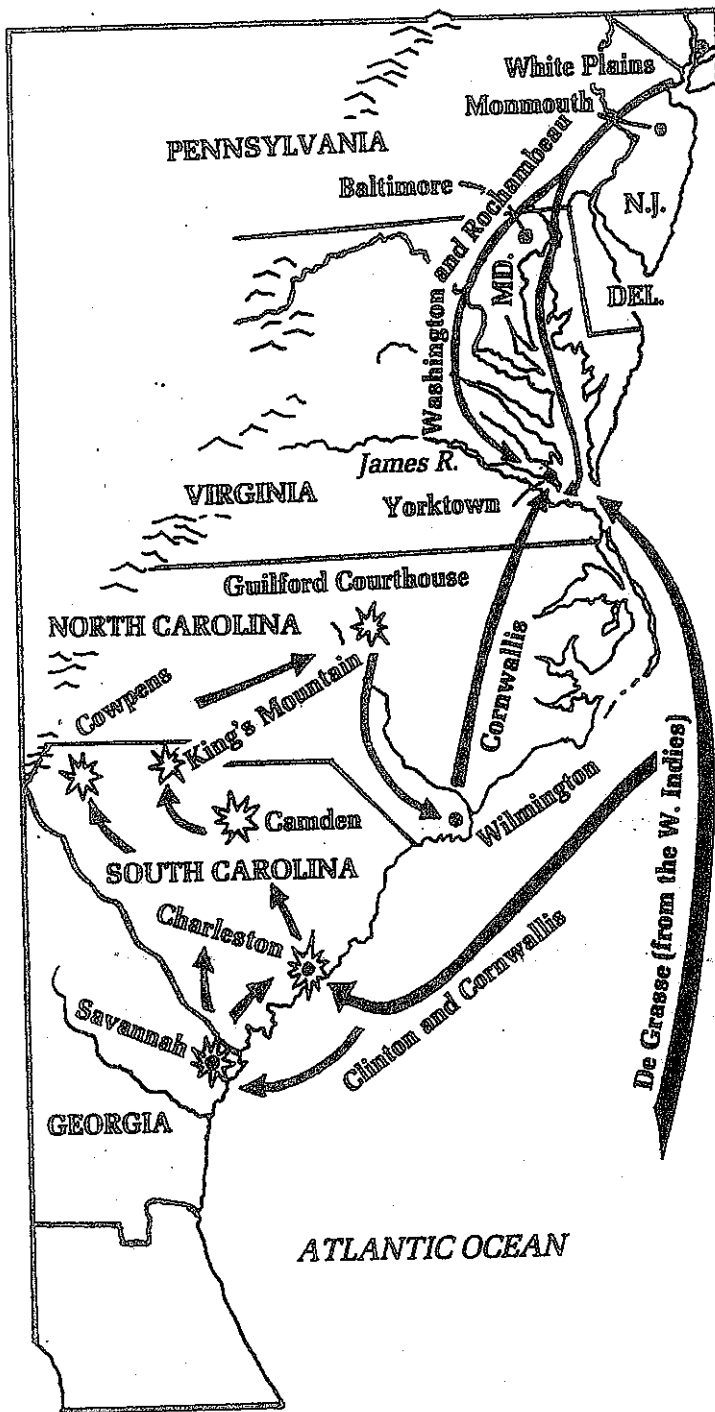 White Plains
Monmouth
PENNSYLVANIA
Baltimore
Washington and Rochambeau
N.J.
MD.
DEL.
James R.
VIRGINIA
Yorktown
Guilford Courthouse
NORTH CAROLINA
Cowpens
King's Mountain
Cornwallis
Wilmington
Camden
SOUTH CAROLINA
Charleston
Savannah
Clinton and Cornwallis
De Grasse (from the W. Indies)
GEORGIA
ATLANTIC OCEAN